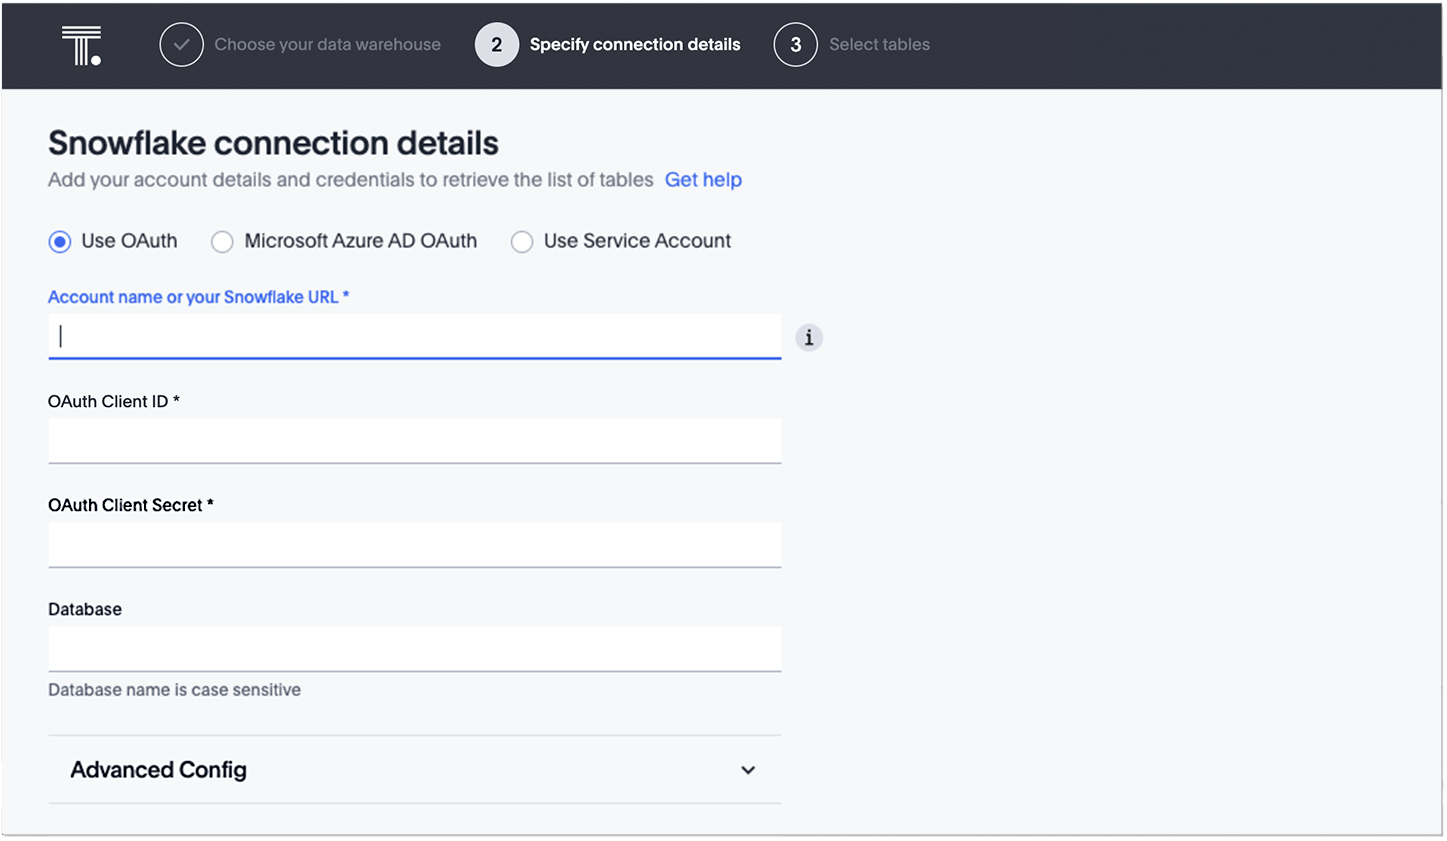 T.
Choose your data warehouse
2 Specify connection details
3 Select tables
Snowflake connection details
Add your account details and credentials to retrieve the list of tables Get help
Use OAuth Microsoft Azure AD OAuth Use Service Account
Account name or your Snowflake URL *
i
OAuth Client ID *
OAuth Client Secret *
Database
Database name is case sensitive
Advanced Config